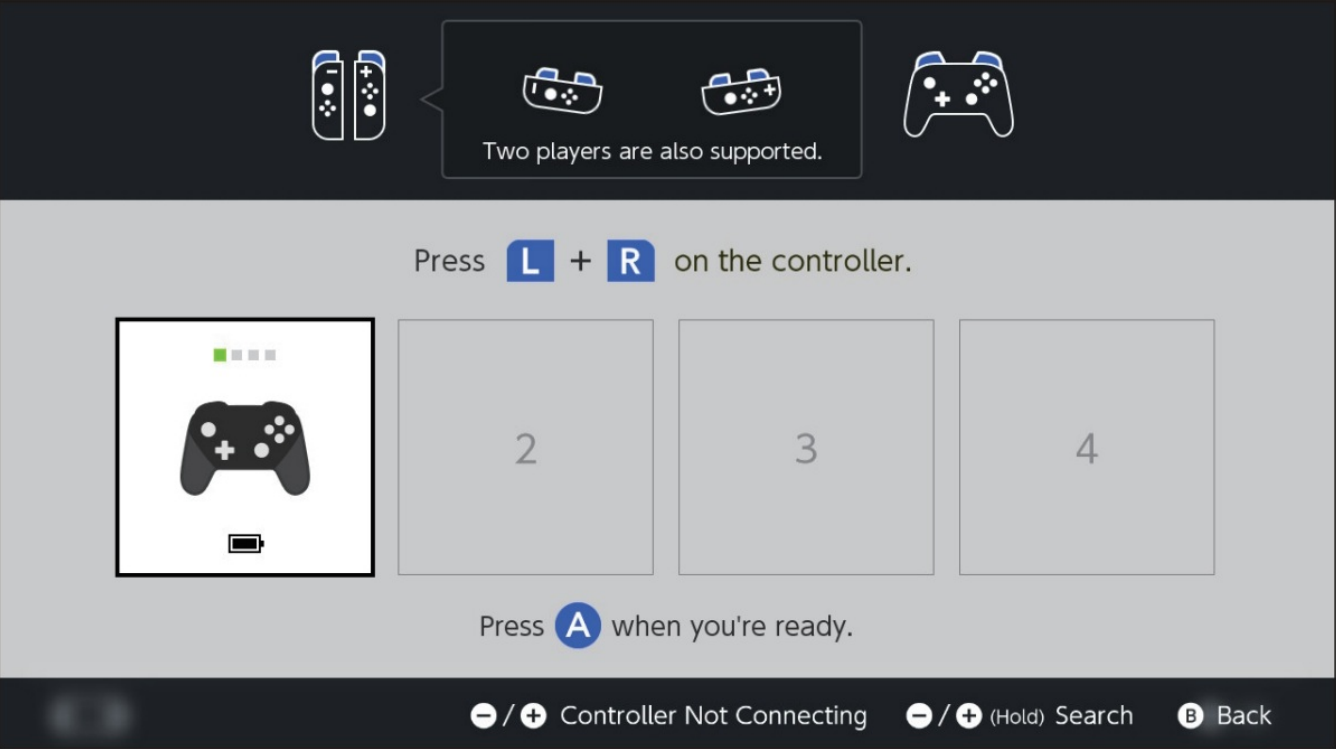 Two players are also supported.
Press L + R on the controller.
2
3
4
Press A when you're ready.
−/+ Controller Not Connecting −/+ (Hold) Search B Back